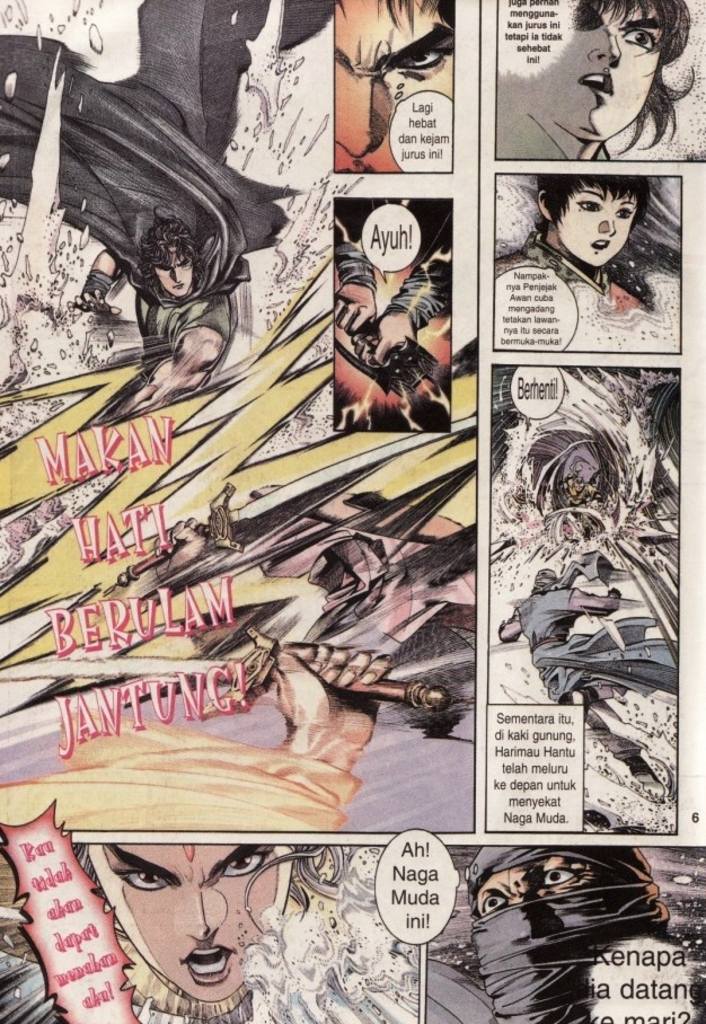 juga pernah
mengguna-
kan jurus ini
tetapi ia tidak
sehebat
ini!
Lagi
hebat
dan kejam
jurus ini!
Ayuh!
Nampak-
nya Penjejak
Awan cuba
mengadang
tetakan lawan-
nya itu secara
bermuka-muka!
MAKAN
HATI
BERULAM
JANTUNG!
Berhenti!
Sementara itu,
di kaki gunung,
Harimau Hantu
telah meluru
ke depan untuk
menyekat
Naga Muda.
6
Kau
tidak
akan
dapat
menahan
aku!
Ah!
Naga
Muda
ini!
Kenapa
dia datang
ke mari?